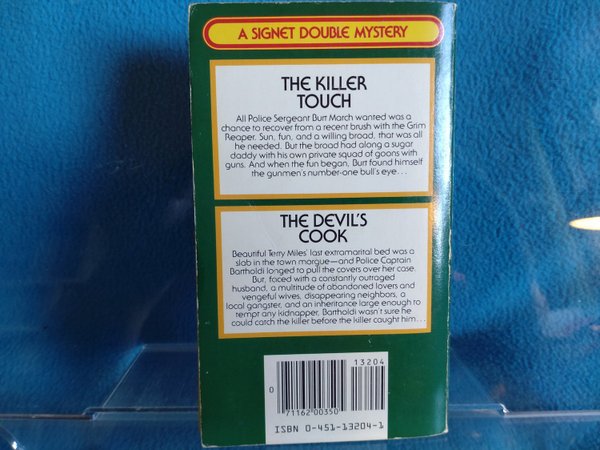 A SIGNET DOUBLE MYSTERY
THE KILLER
TOUCH
All Police Sergeant Burt March wanted was a
chance to recover from a recent brush with the Grim
Reaper. Sun, fun, and a willing broad, that was all
he needed. But the broad had along a sugar
daddy with his own private squad of goons with
guns. And when the fun began, Burt found himself
the gunmen's number-one bull's eye...
THE DEVIL'S
COOK
Beautiful Terry Miles' last extramarital bed was a
slab in the town morgue—and Police Captain
Bartholdi longed to pull the covers over her case.
But, faced with a constantly outraged
husband, a multitude of abandoned lovers and
vengeful wives, disappearing neighbors, a
local gangster, and an inheritance large enough to
tempt any kidnapper, Bartholdi wasn't sure he
could catch the killer before the killer caught him...
13204
0
71162 00350
ISBN 0-451-13204-1